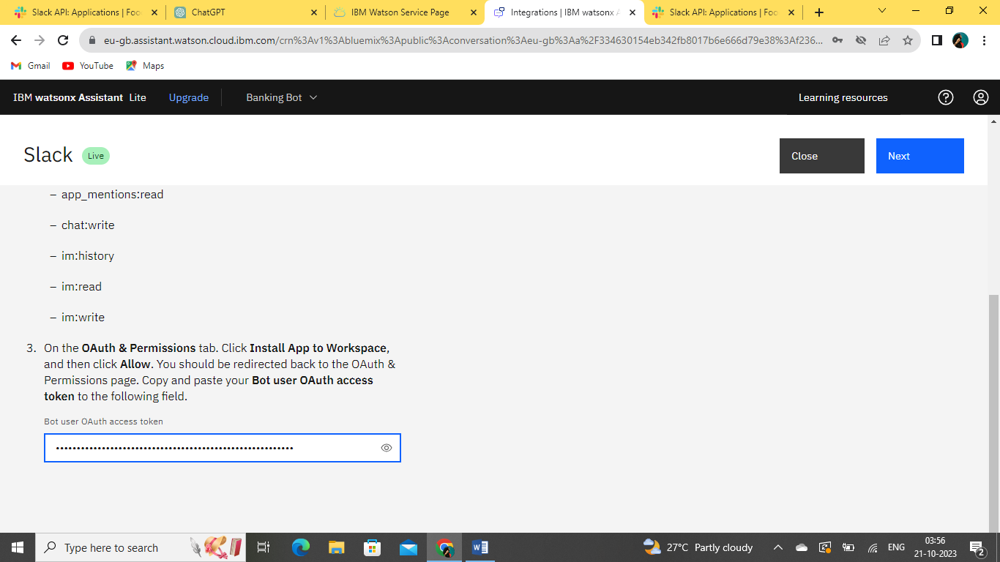 Slack API: Applications | Foo
ChatGPT
IBM Watson Service Page
Integrations | IBM watsonx A
Slack API: Applications | Foo
eu-gb.assistant.watson.cloud.ibm.com/crn%3Av1%3Abluemix%3Apublic%3Aconversation%3Aeu-gb%3Aa%2F334630154eb342fb8017b6e666d79e38%3Af236...
Gmail YouTube Maps
IBM watsonx Assistant Lite Upgrade Banking Bot Learning resources
Slack Live Close Next
– app_mentions:read
– chat:write
– im:history
– im:read
– im:write
3. On the OAuth & Permissions tab. Click Install App to Workspace,
and then click Allow. You should be redirected back to the OAuth &
Permissions page. Copy and paste your Bot user OAuth access
token to the following field.
Bot user OAuth access token
••••••••••••••••••••••••••••••••••••••••••••••••••••••••••
Type here to search
27°C Partly cloudy
ENG
03:56
21-10-2023
2